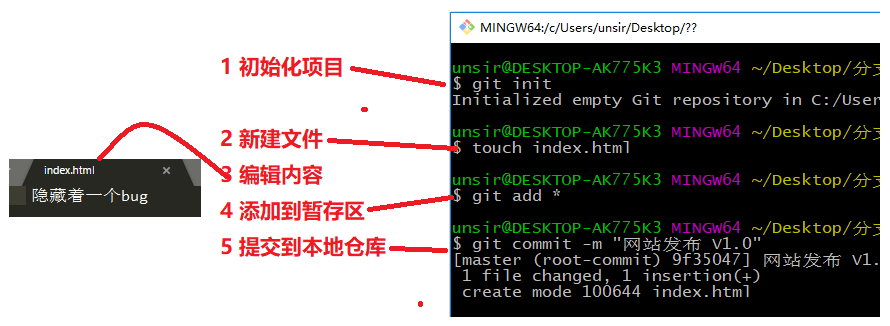 MINGW64:/c/Users/unsir/Desktop/??
1 初始化项目
unsir@DESKTOP-AK775K3 MINGW64 ~/Desktop/分支
$ git init
Initialized empty Git repository in C:/User
2 新建文件
unsir@DESKTOP-AK775K3 MINGW64 ~/Desktop/分支
$ touch index.html
index.html
隐藏着一个bug
3 编辑内容
unsir@DESKTOP-AK775K3 MINGW64 ~/Desktop/分支
$ git add *
4 添加到暂存区
unsir@DESKTOP-AK775K3 MINGW64 ~/Desktop/分支
5 提交到本地仓库
$ git commit -m "网站发布 V1.0"
[master (root-commit) 9f35047] 网站发布 V1.
1 file changed, 1 insertion(+)
create mode 100644 index.html